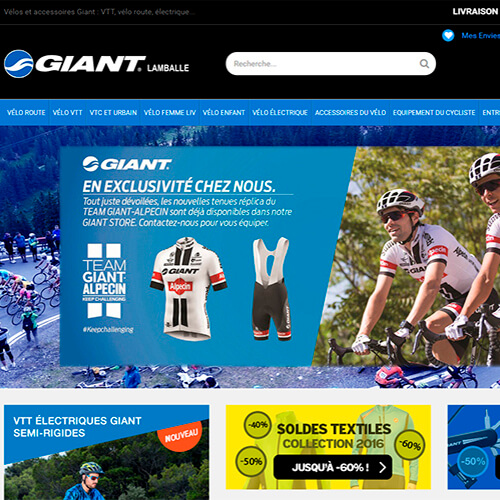 Vélos et accessoires Giant : VTT, vélo route, électrique...
LIVRAISON
Mes Envies
GIANT® LAMBALLE
Recherche...
VÉLO ROUTE VÉLO VTT VTC ET URBAIN VÉLO FEMME LIV VÉLO ENFANT VÉLO ÉLECTRIQUE ACCESSOIRES DU VÉLO EQUIPEMENT DU CYCLISTE ENTR
GIANT.
EN EXCLUSIVITÉ CHEZ NOUS.
Tout juste dévoilées, les nouvelles tenues réplica du
TEAM GIANT-ALPECIN sont déjà disponibles dans notre
GIANT STORE. Contactez-nous pour vous équiper.
TEAM
GIANT
ALPECIN
KEEP CHALLENGING
#Keepchallenging
GIANT
Alpecin
VTT ÉLECTRIQUES GIANT
SEMI-RIGIDES
NOUVEAU
-40%
SOLDES TEXTILES
COLLECTION 2016
-60%
-50%
JUSQU'À -60% !
-50%